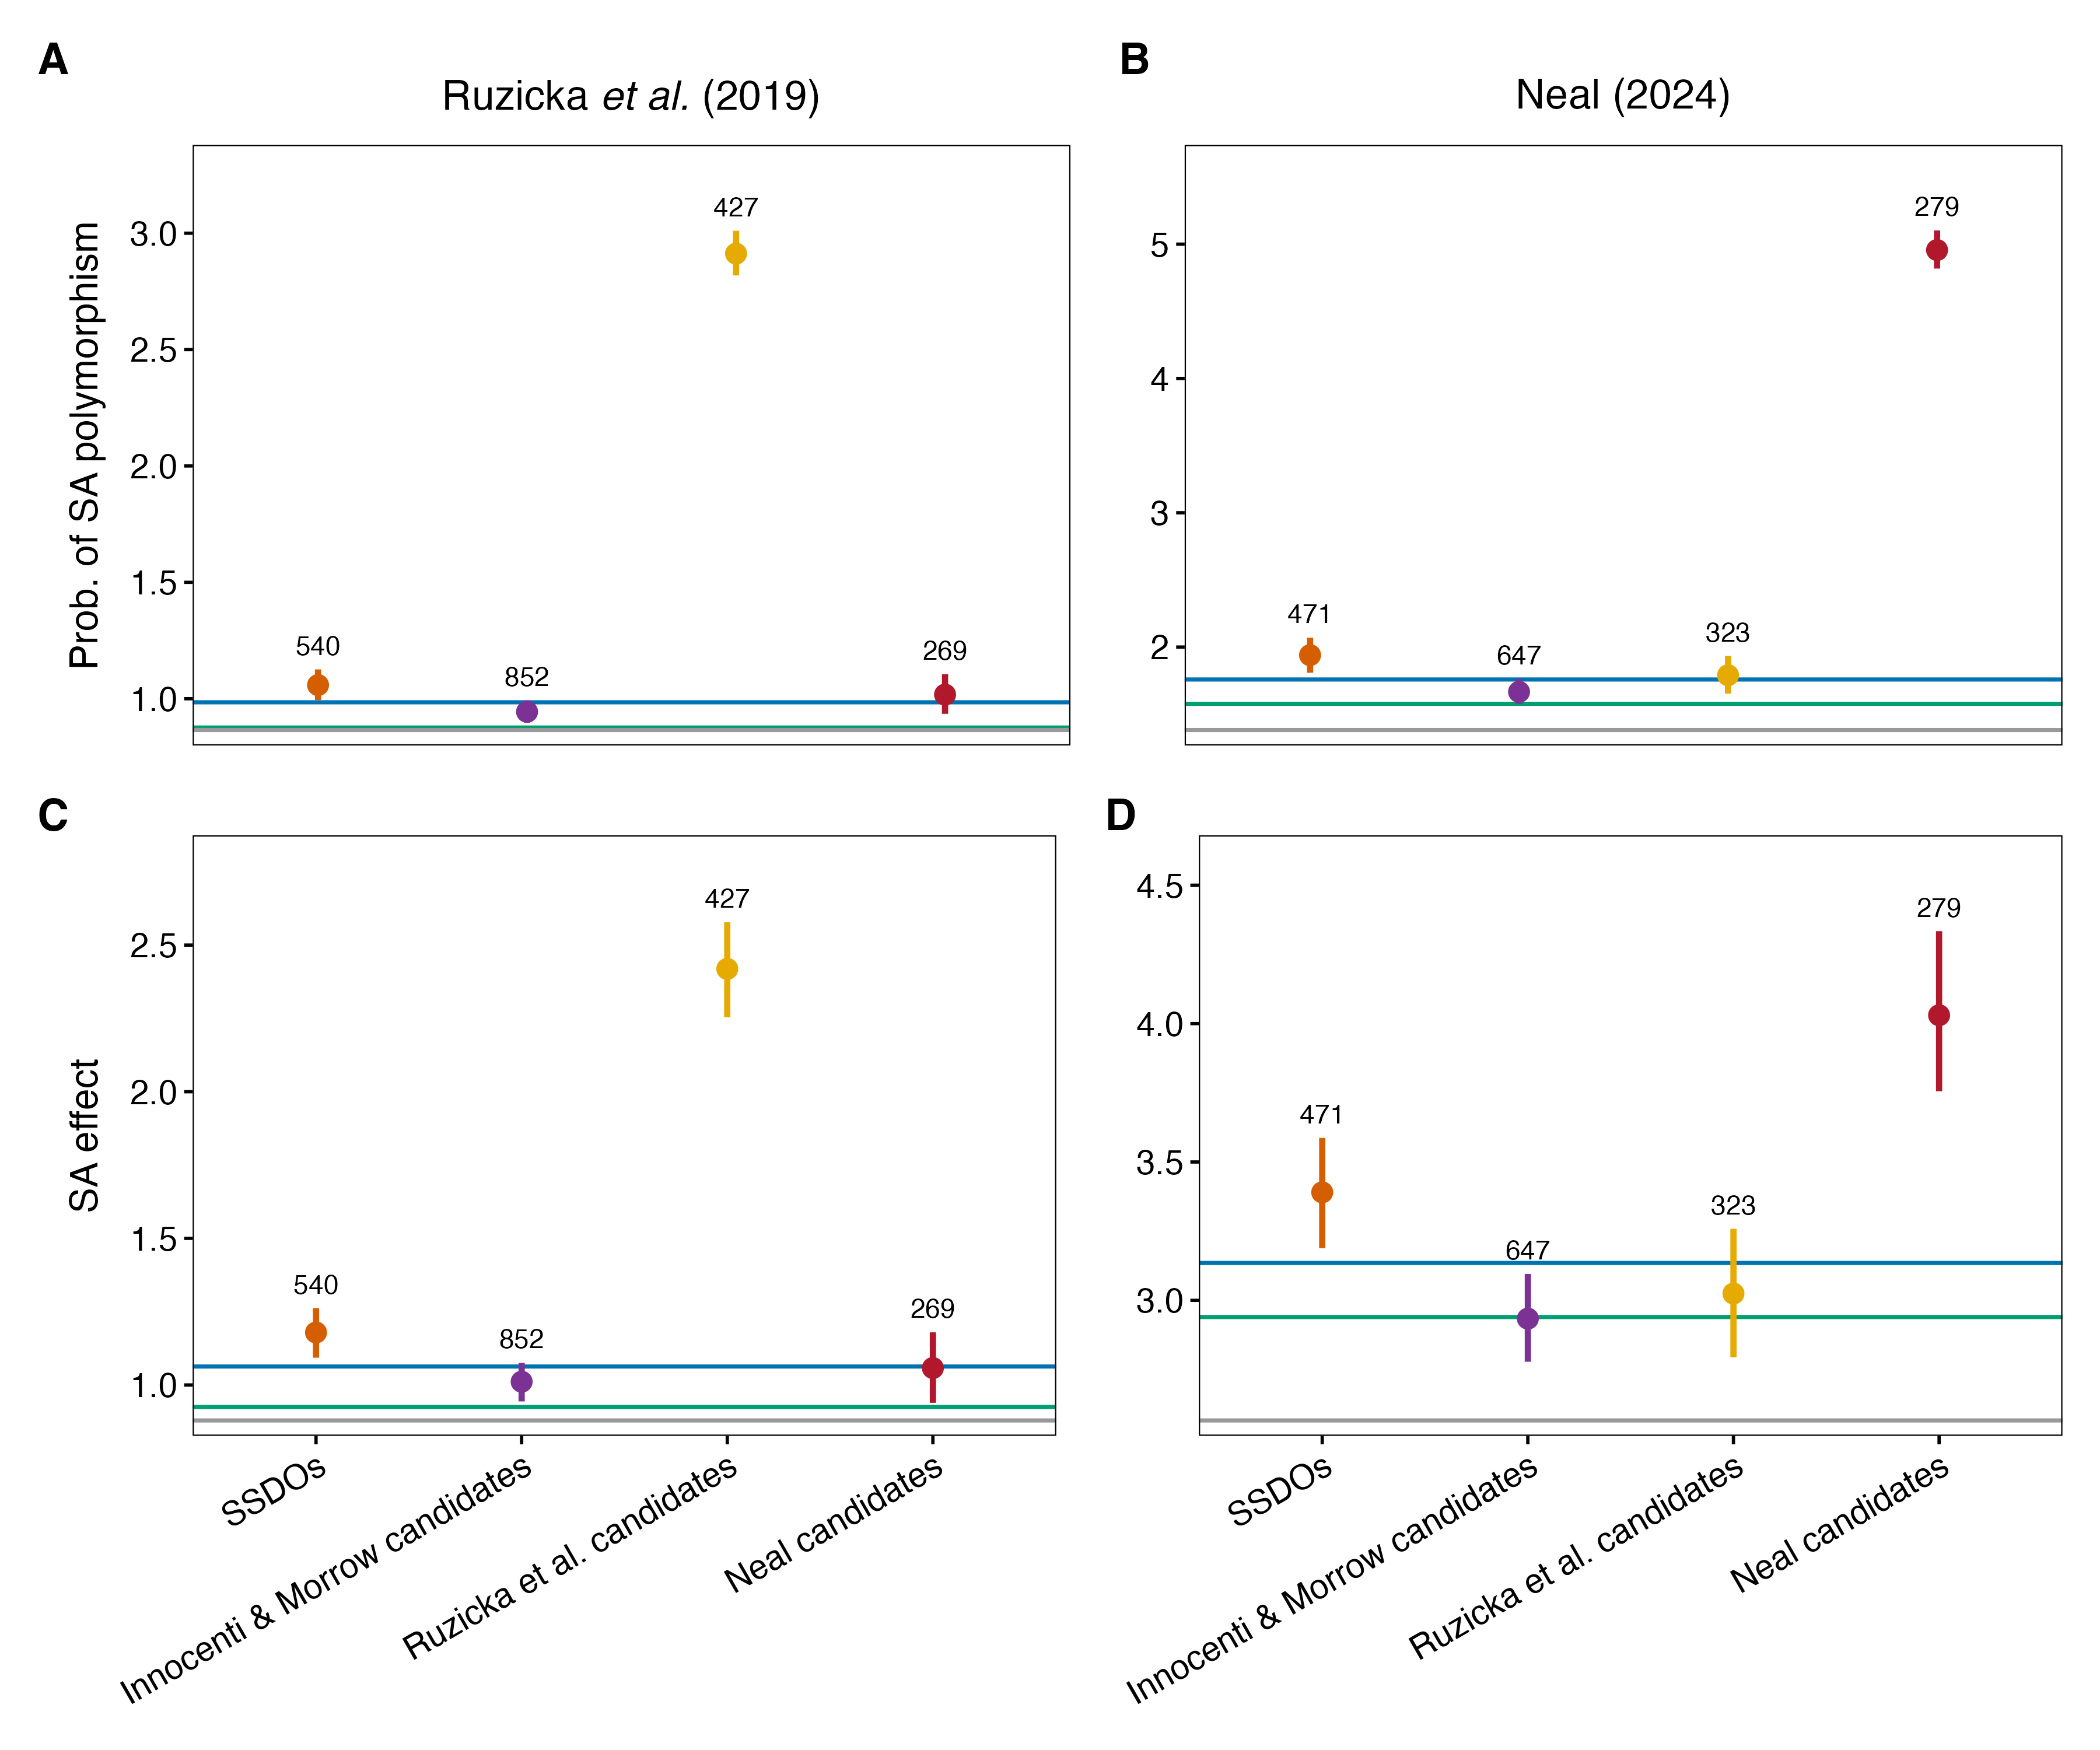 A
B
Ruzicka et al. (2019)
Neal (2024)
Prob. of SA polymorphism
3.0
2.5
2.0
1.5
1.0
540
852
427
269
5
4
3
2
471
647
323
279
C
D
SA effect
2.5
2.0
1.5
1.0
540
852
427
269
4.5
4.0
3.5
3.0
471
647
323
279
SSDOs
Innocenti & Morrow candidates
Ruzicka et al. candidates
Neal candidates
SSDOs
Innocenti & Morrow candidates
Ruzicka et al. candidates
Neal candidates